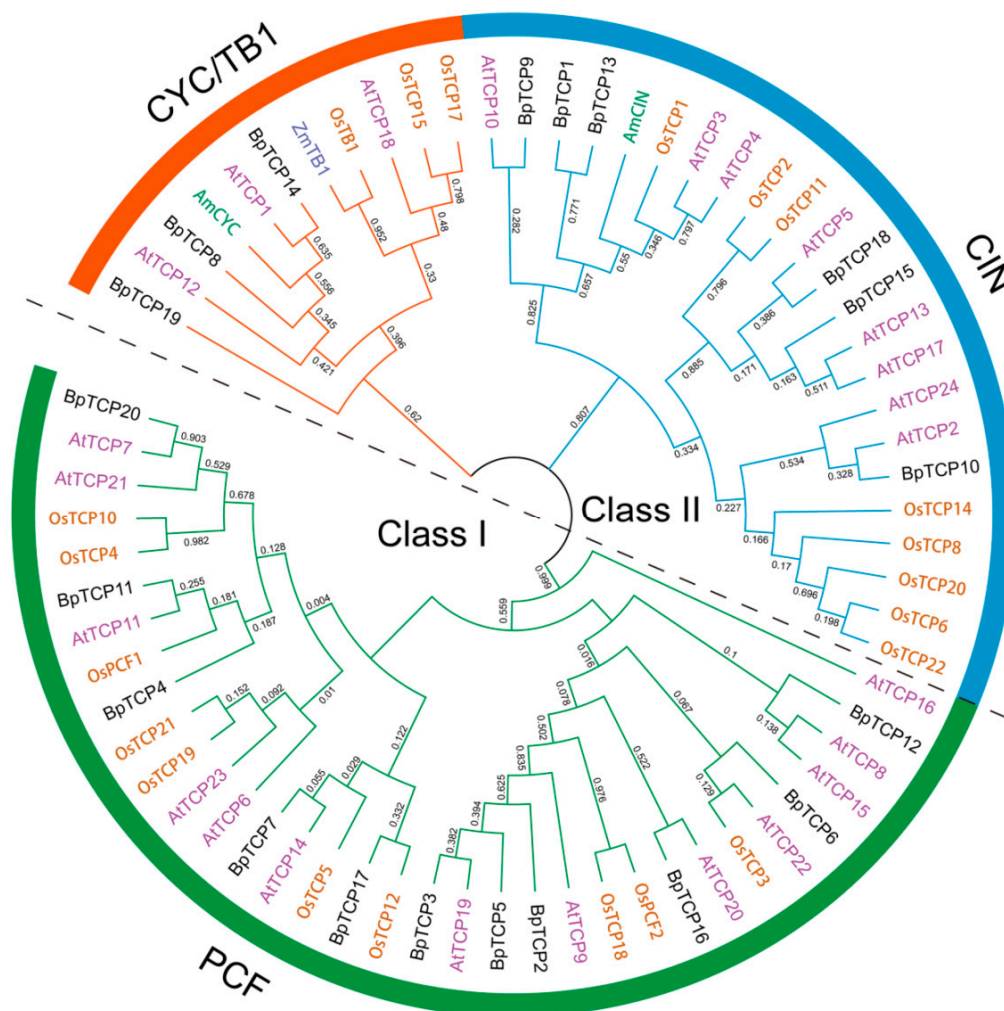 CYC/TB1
BpTCP19
AtTCP12
BpTCP8
AmCYC
AtTCP1
BpTCP14
ZmTB1
OsTB1
AtTCP18
OsTCP15
OsTCP17
0.635
0.556
0.345
0.421
0.952
0.798
0.48
0.33
0.396
0.62
CIN
AtTCP10
BpTCP9
BpTCP1
BpTCP13
AmCIN
OsTCP1
AtTCP3
AtTCP4
OsTCP2
OsTCP11
AtTCP5
BpTCP18
BpTCP15
AtTCP13
AtTCP17
AtTCP24
AtTCP2
BpTCP10
OsTCP14
OsTCP8
OsTCP20
OsTCP6
OsTCP22
0.282
0.771
0.657
0.55
0.346
0.797
0.825
0.796
0.885
0.386
0.171
0.163
0.511
0.807
0.334
0.534
0.328
0.227
0.166
0.17
0.696
0.198
Class I
Class II
0.999
0.559
AtTCP16
BpTCP12
AtTCP8
AtTCP15
BpTCP6
AtTCP22
OsTCP3
AtTCP20
BpTCP16
OsPCF2
OsTCP18
AtTCP9
BpTCP2
BpTCP5
AtTCP19
BpTCP3
OsTCP12
BpTCP17
OsTCP5
AtTCP14
BpTCP7
AtTCP6
AtTCP23
OsTCP19
OsTCP21
BpTCP4
OsPCF1
AtTCP11
BpTCP11
OsTCP4
OsTCP10
AtTCP21
AtTCP7
BpTCP20
0.1
0.138
0.016
0.067
0.129
0.078
0.502
0.522
0.835
0.976
0.625
0.394
0.382
0.122
0.332
0.029
0.055
0.01
0.092
0.152
0.004
0.128
0.187
0.181
0.255
0.678
0.982
0.529
0.903
PCF